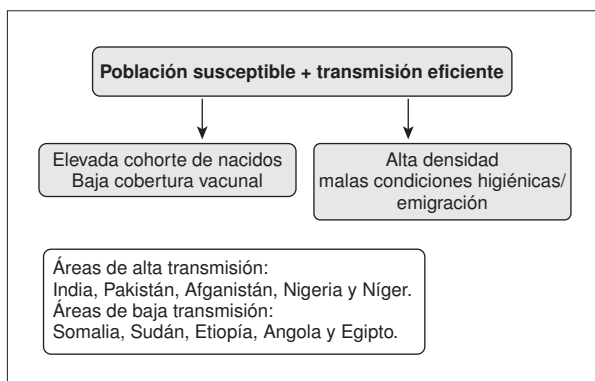 Población susceptible + transmisión eficiente
Elevada cohorte de nacidos
Baja cobertura vacunal
Alta densidad
malas condiciones higiénicas/
emigración
Áreas de alta transmisión:
India, Pakistán, Afganistán, Nigeria y Níger.
Áreas de baja transmisión:
Somalia, Sudán, Etiopía, Angola y Egipto.